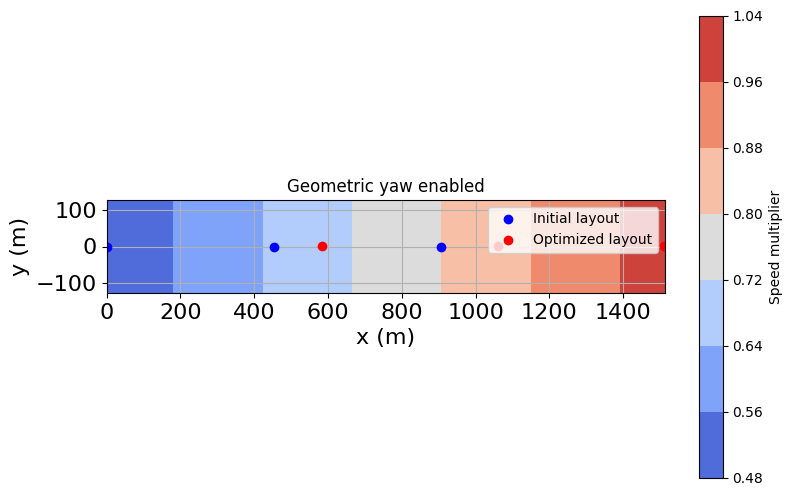 Geometric yaw enabled
Initial layout
Optimized layout
100
0
−100
y (m)
0 200 400 600 800 1000 1200 1400
x (m)
1.04
0.96
0.88
0.80
0.72
0.64
0.56
0.48
Speed multiplier